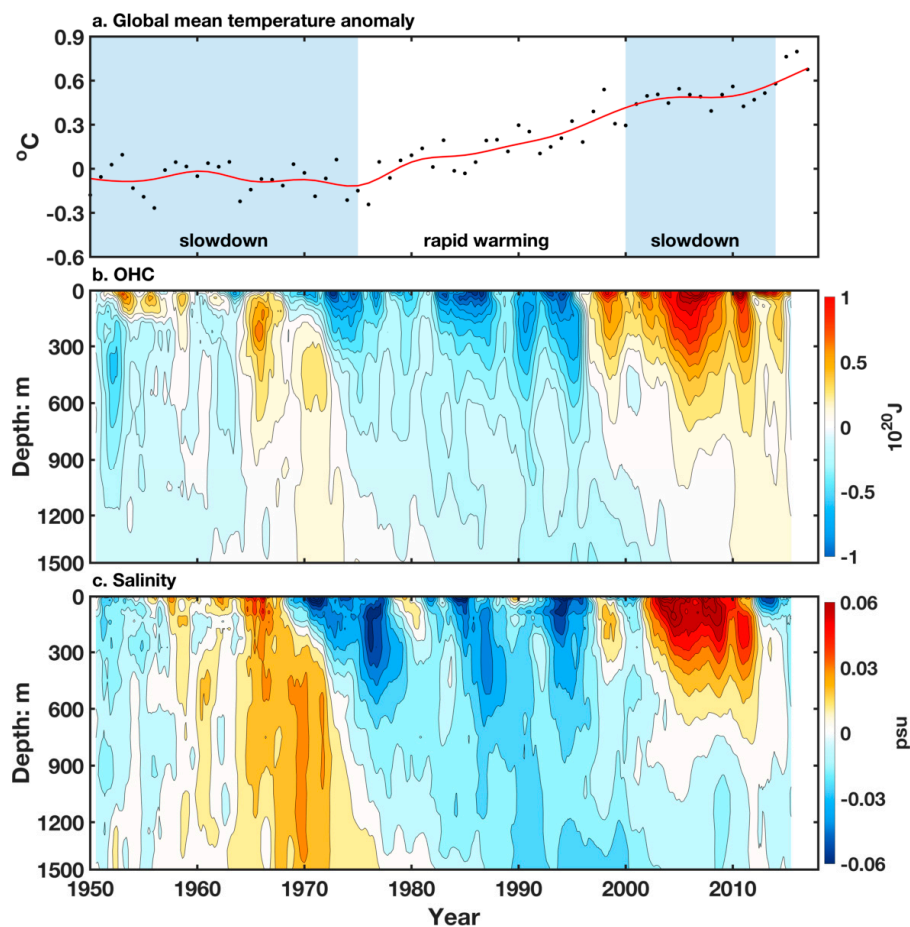 a. Global mean temperature anomaly
0.9
0.6
0.3
0
-0.3
-0.6
°C
slowdown rapid warming slowdown
b. OHC
0
300
600
900
1200
1500
Depth: m
1
0.5
0
-0.5
-1
10²⁰J
c. Salinity
0
300
600
900
1200
1500
Depth: m
0.06
0.03
0
-0.03
-0.06
psu
1950 1960 1970 1980 1990 2000 2010
Year